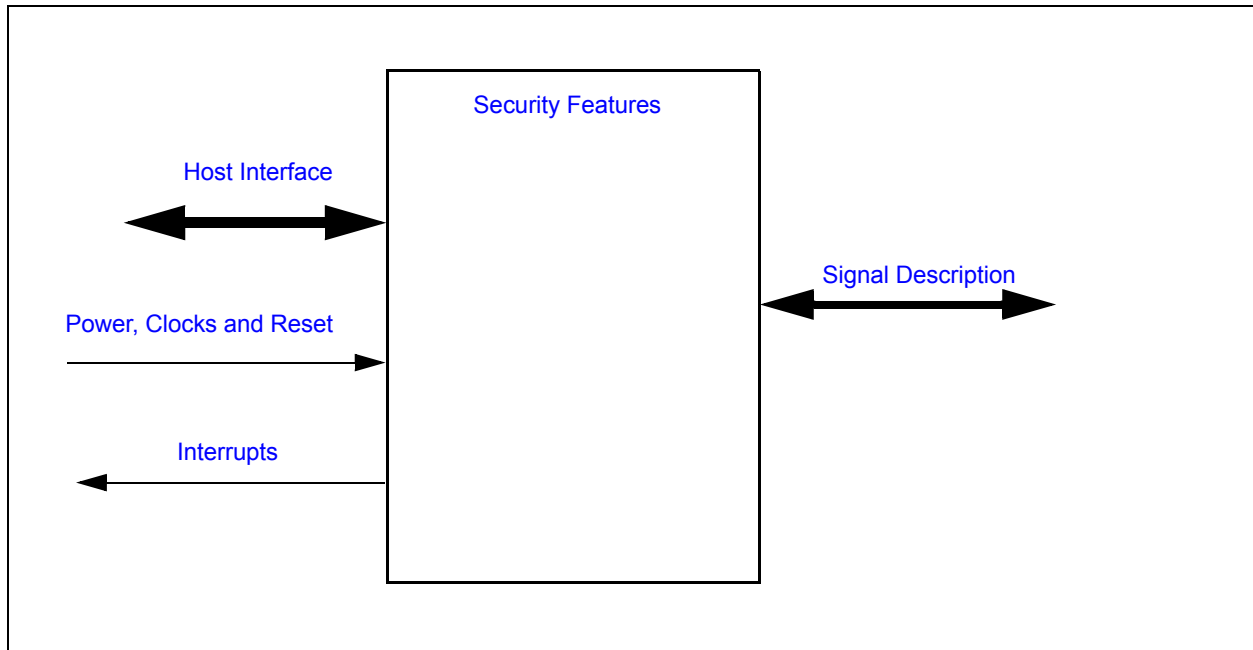 Security Features
Host Interface
Signal Description
Power, Clocks and Reset
Interrupts